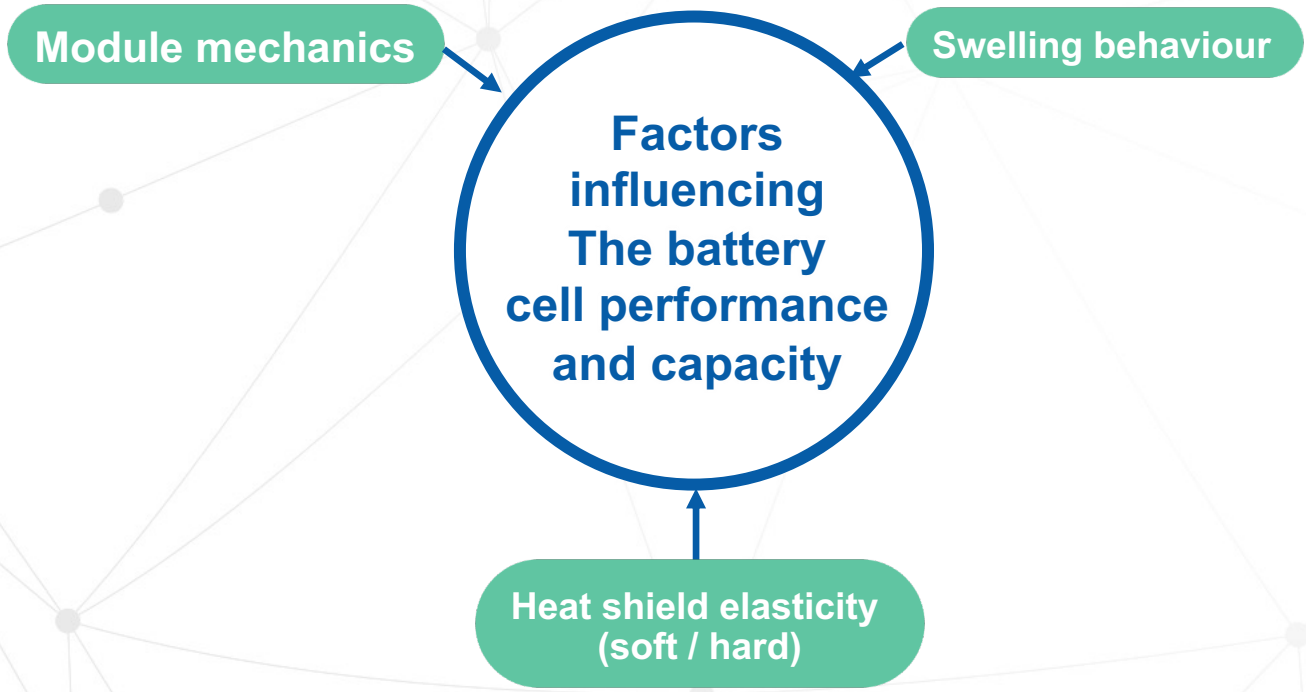 Module mechanics
Swelling behaviour
Factors
influencing
The battery
cell performance
and capacity
Heat shield elasticity
(soft / hard)